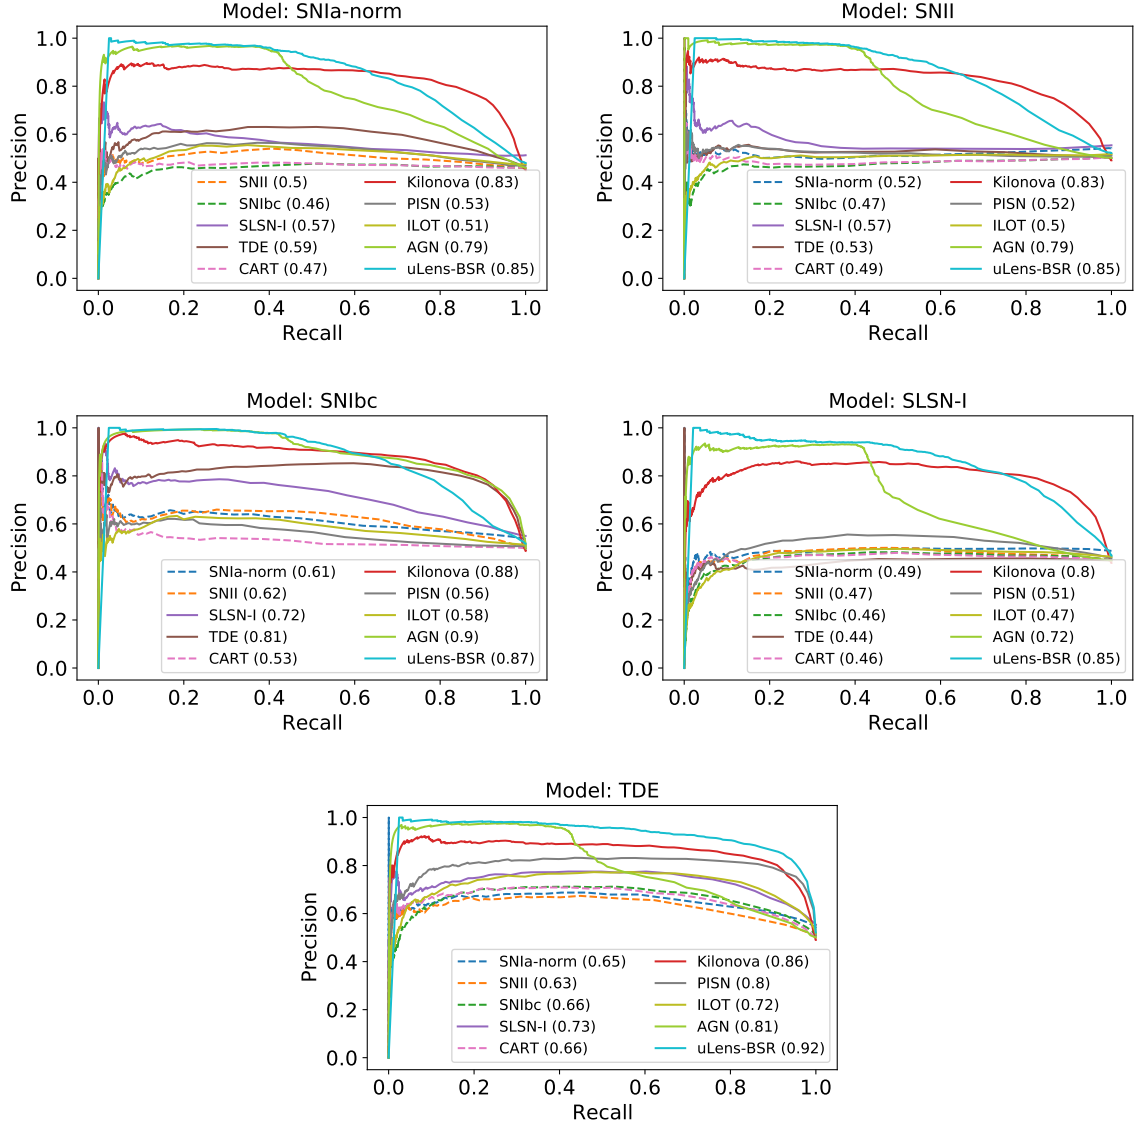 Model: SNIa-norm
Precision
1.0
0.8
0.6
0.4
0.2
0.0
SNII (0.5)
SNIbc (0.46)
SLSN-I (0.57)
TDE (0.59)
CART (0.47)
Kilonova (0.83)
PISN (0.53)
ILOT (0.51)
AGN (0.79)
uLens-BSR (0.85)
0.0 0.2 0.4 0.6 0.8 1.0
Recall
Model: SNII
Precision
1.0
0.8
0.6
0.4
0.2
0.0
SNIa-norm (0.52)
SNIbc (0.47)
SLSN-I (0.57)
TDE (0.53)
CART (0.49)
Kilonova (0.83)
PISN (0.52)
ILOT (0.5)
AGN (0.79)
uLens-BSR (0.85)
0.0 0.2 0.4 0.6 0.8 1.0
Recall
Model: SNIbc
Precision
1.0
0.8
0.6
0.4
0.2
0.0
SNIa-norm (0.61)
SNII (0.62)
SLSN-I (0.72)
TDE (0.81)
CART (0.53)
Kilonova (0.88)
PISN (0.56)
ILOT (0.58)
AGN (0.9)
uLens-BSR (0.87)
0.0 0.2 0.4 0.6 0.8 1.0
Recall
Model: SLSN-I
Precision
1.0
0.8
0.6
0.4
0.2
0.0
SNIa-norm (0.49)
SNII (0.47)
SNIbc (0.46)
TDE (0.44)
CART (0.46)
Kilonova (0.8)
PISN (0.51)
ILOT (0.47)
AGN (0.72)
uLens-BSR (0.85)
0.0 0.2 0.4 0.6 0.8 1.0
Recall
Model: TDE
Precision
1.0
0.8
0.6
0.4
0.2
0.0
SNIa-norm (0.65)
SNII (0.63)
SNIbc (0.66)
SLSN-I (0.73)
CART (0.66)
Kilonova (0.86)
PISN (0.8)
ILOT (0.72)
AGN (0.81)
uLens-BSR (0.92)
0.0 0.2 0.4 0.6 0.8 1.0
Recall